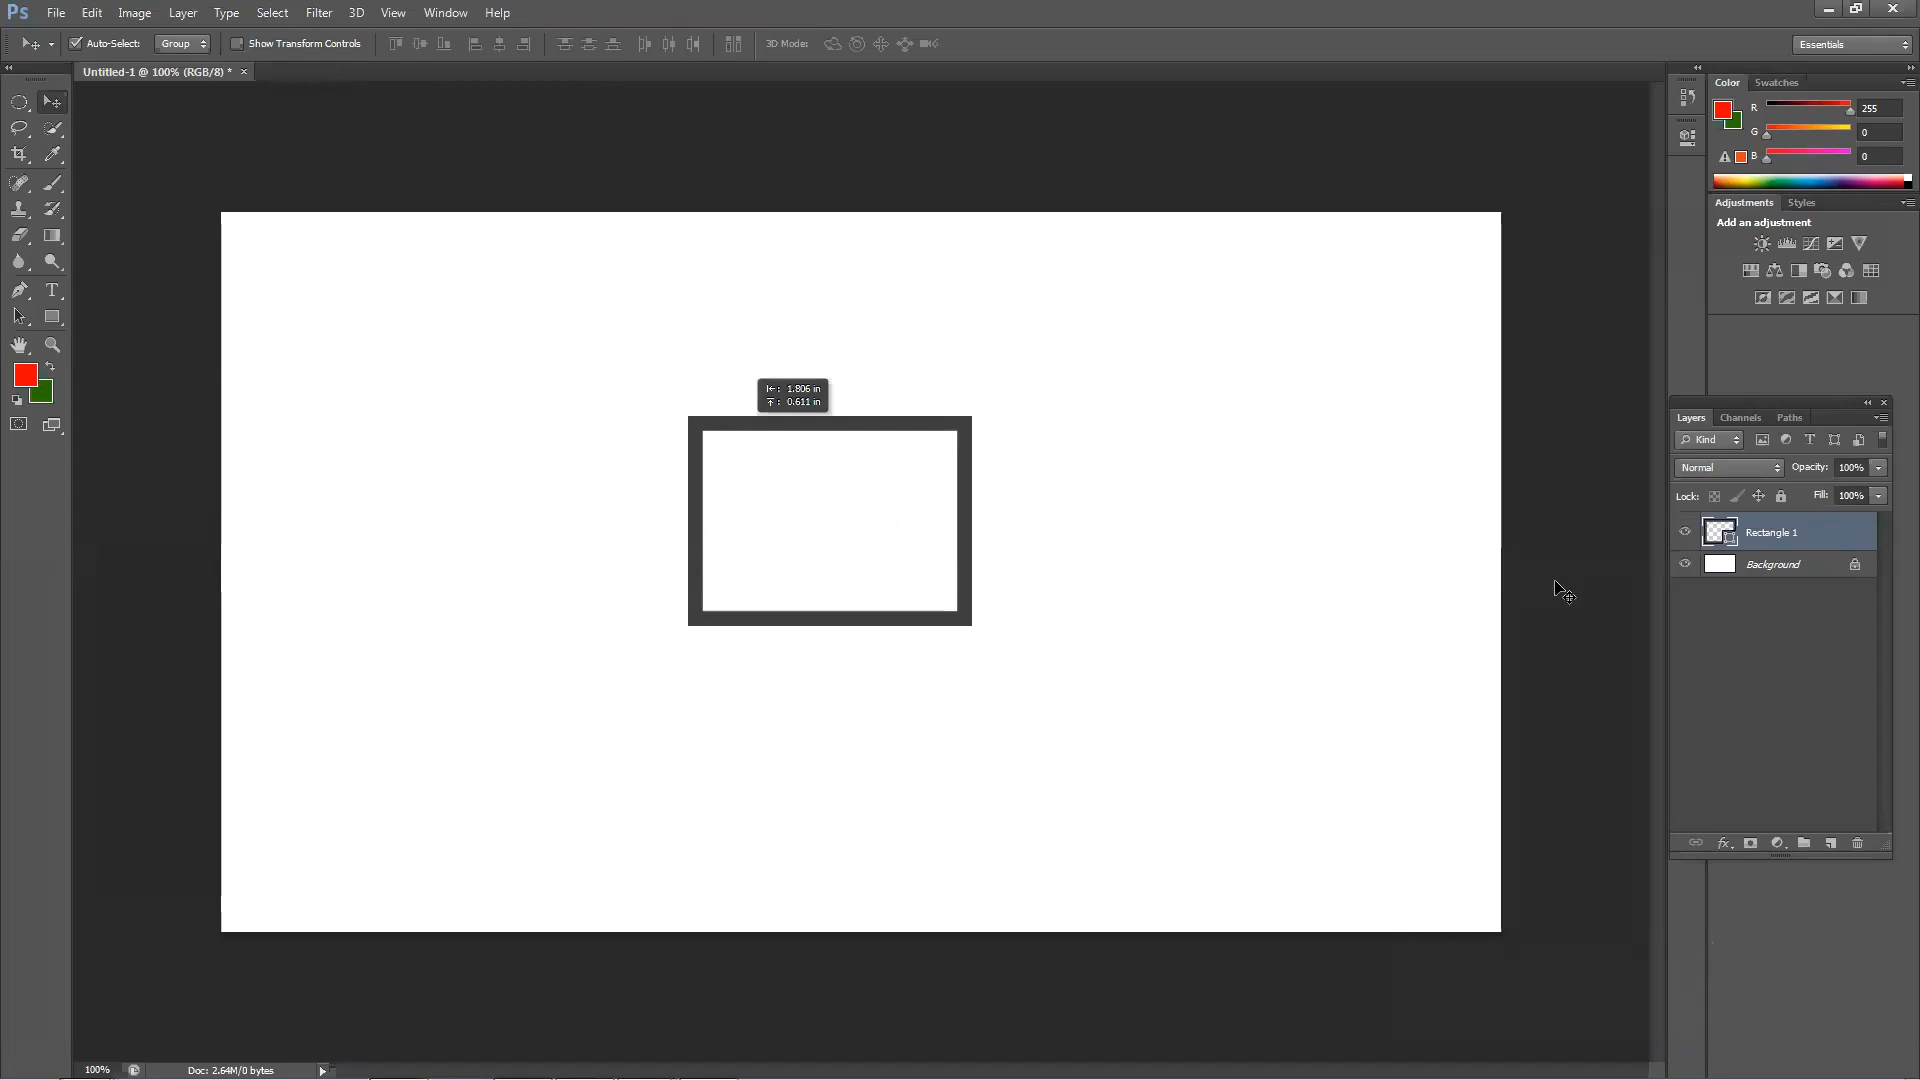 Ps File Edit Image Layer Type Select Filter 3D View Window Help
Auto-Select: Group Show Transform Controls 3D Mode: Essentials
Untitled-1 @ 100% (RGB/8) * ×
Color Swatches
R 255
G 0
B 0
Adjustments Styles
Add an adjustment
1.806 in
0.611 in
Layers Channels Paths
Kind
Normal Opacity: 100%
Lock: Fill: 100%
Rectangle 1
Background
100% Doc: 2.64M/0 bytes